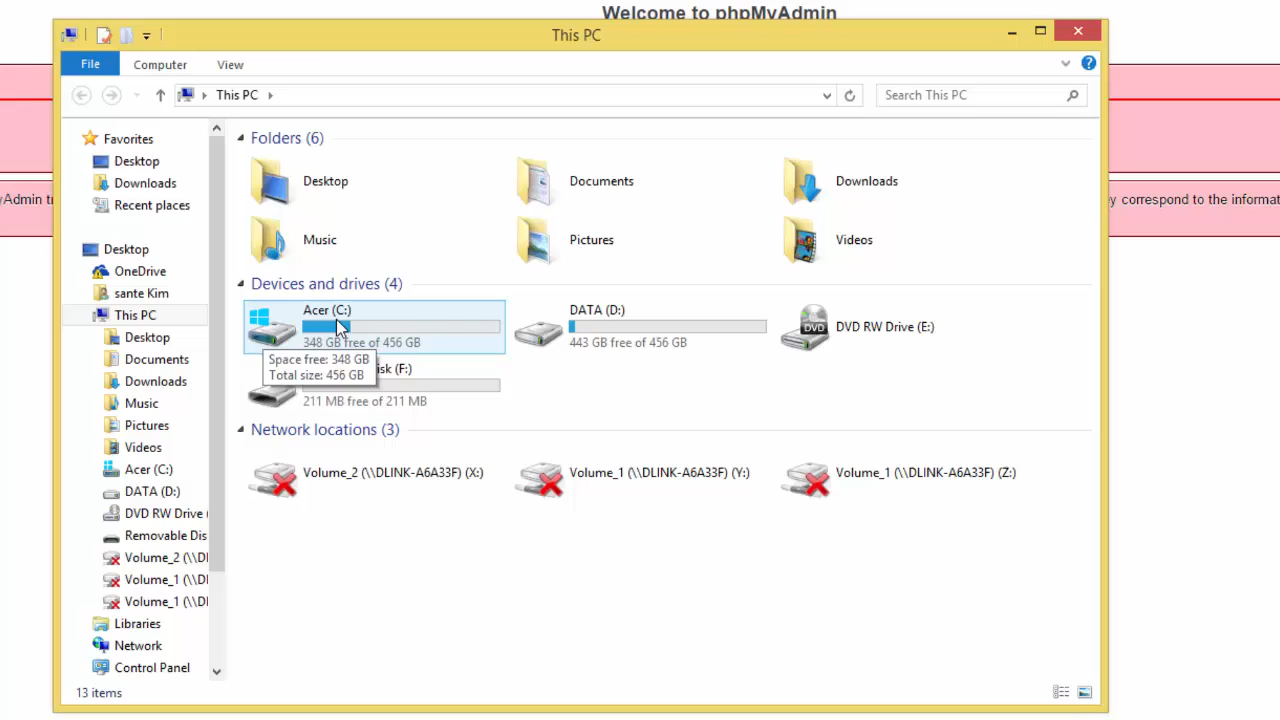 Welcome to phpMyAdmin
This PC
File
Computer
View
This PC
Search This PC
Favorites
Desktop
Downloads
Recent places
Desktop
OneDrive
sante Kim
This PC
Desktop
Documents
Downloads
Music
Pictures
Videos
Acer (C:)
DATA (D:)
DVD RW Drive (
Removable Dis
Volume_2 (\\DI
Volume_1 (\\DI
Volume_1 (\\DI
Libraries
Network
Control Panel
Folders (6)
Desktop
Documents
Downloads
Music
Pictures
Videos
Devices and drives (4)
Acer (C:)
348 GB free of 456 GB
DATA (D:)
443 GB free of 456 GB
DVD
DVD RW Drive (E:)
Space free: 348 GB
Total size: 456 GB
isk (F:)
211 MB free of 211 MB
Network locations (3)
Volume_2 (\\DLINK-A6A33F) (X:)
Volume_1 (\\DLINK-A6A33F) (Y:)
Volume_1 (\\DLINK-A6A33F) (Z:)
13 items
MyAdmin tr
ey correspond to the informat